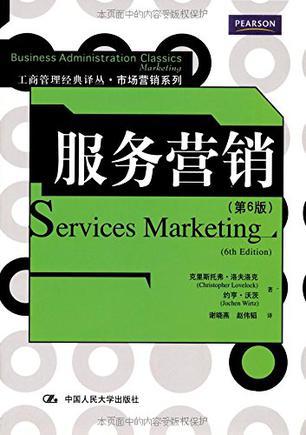 本页面中的图文受版权保护
PEARSON
Business Administration Classics
Marketing
工商管理经典译丛·市场营销系列
服务营销
(第6版)
Services Marketing
(6th Edition)
克里斯托弗·洛夫洛克
(Christopher Lovelock)
著
约亨·沃茨
(Jochen Wirtz)
谢晓燕 赵伟韬 译
中国人民大学出版社
本页面中的图文受版权保护